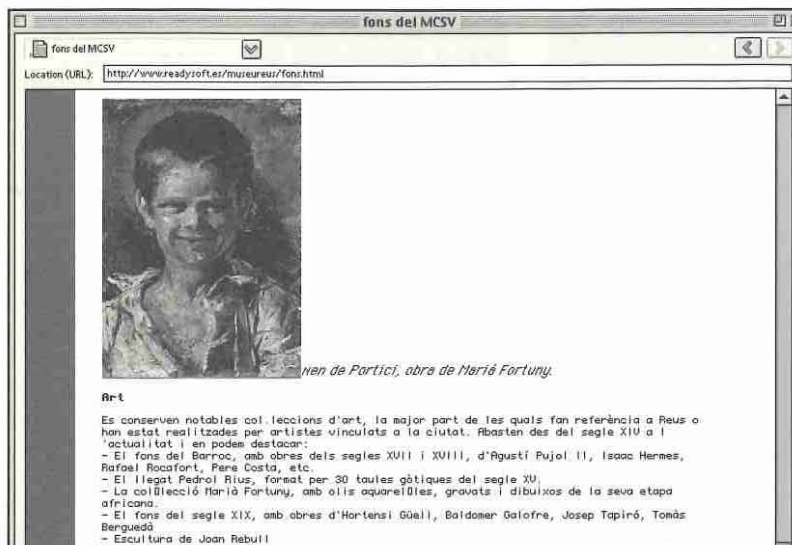 fons del MCSV
fons del MCSV
Location (URL): http://www.readysoft.es/museureus/fons.html
Nen de Portici, obra de Marià Fortuny.
Art
Es conserven notables col.leccions d'art, la major part de les quals fan referència a Reus o
han estat realitzades per artistes vinculats a la ciutat. Abasten des del segle XIV a l
'actualitat i en podem destacar:
- El fons del Barroc, amb obres dels segles XVII i XVIII, d'Agustí Pujol II, Isaac Hermes,
Rafael Rocafort, Pere Costa, etc.
- El llegat Pedrol Rius, format per 30 taules gòtiques del segle XV.
- La col▯lecció Marià Fortuny, amb olis aquarel▯les, gravats i dibuixos de la seva etapa
africana.
- El fons del segle XIX, amb obres d'Hortensi Güell, Baldomer Galofre, Josep Tapiró, Tomàs
Berguedà
- Escultura de Joan Rebull